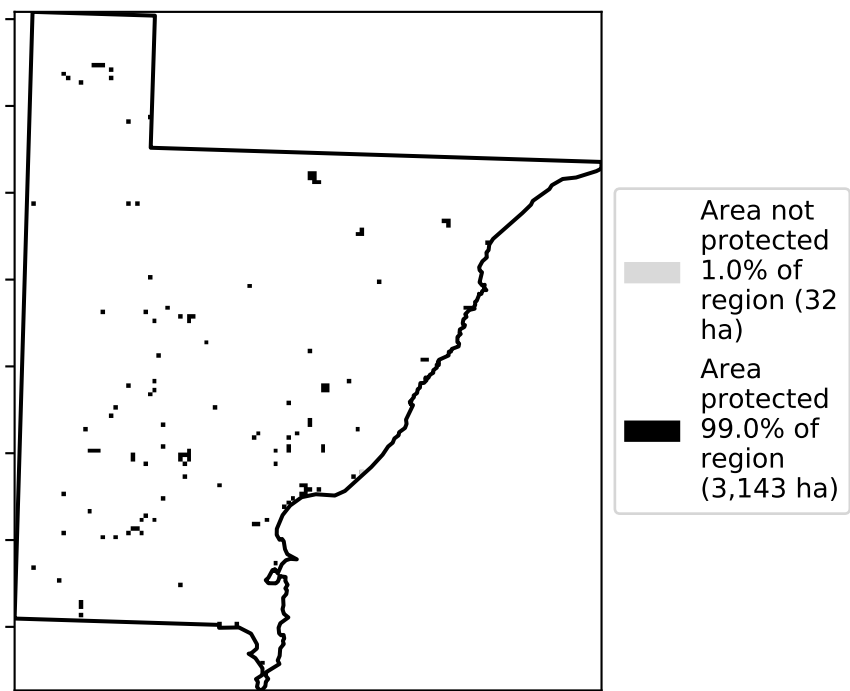 Area not
protected
1.0% of
region (32
ha)
Area
protected
99.0% of
region
(3,143 ha)